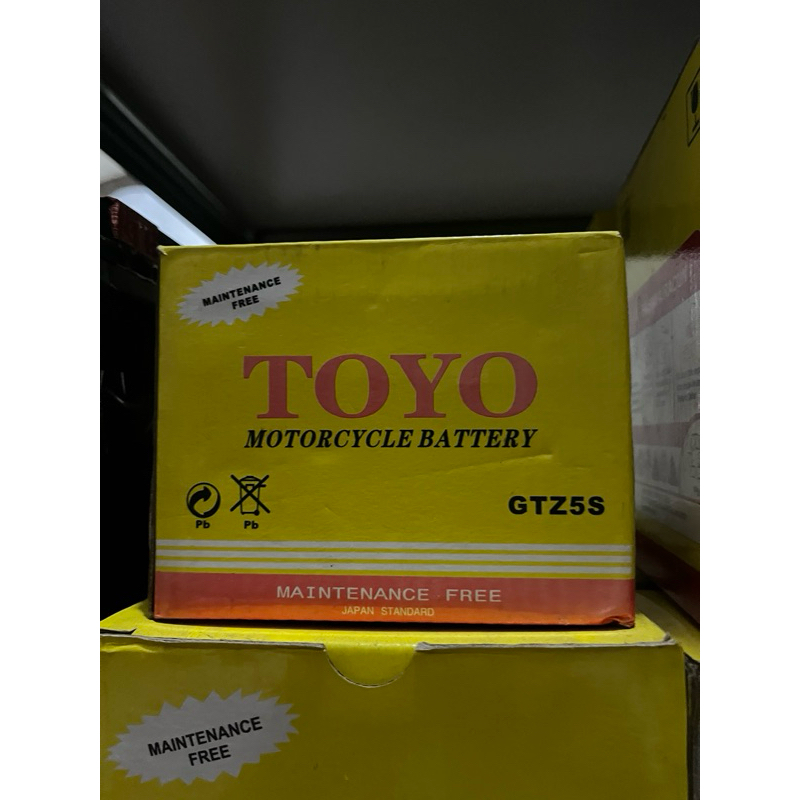 MAINTENANCE
FREE
TOYO
MOTORCYCLE BATTERY
Pb
Pb
GTZ5S
MAINTENANCE FREE
JAPAN STANDARD
MAINTENANCE
FREE